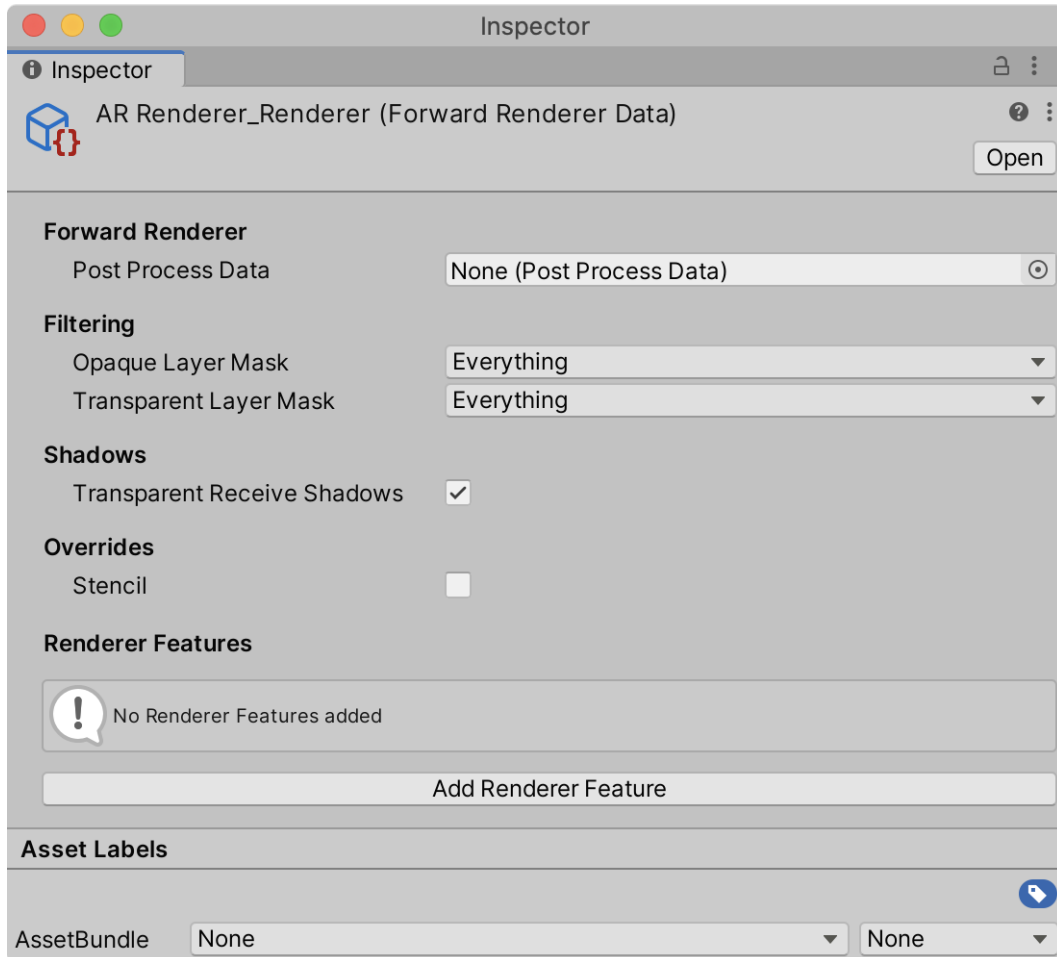 Inspector
Inspector
AR Renderer_Renderer (Forward Renderer Data)
Open
Forward Renderer
Post Process Data None (Post Process Data)
Filtering
Opaque Layer Mask Everything
Transparent Layer Mask Everything
Shadows
Transparent Receive Shadows
Overrides
Stencil
Renderer Features
No Renderer Features added
Add Renderer Feature
Asset Labels
AssetBundle None None